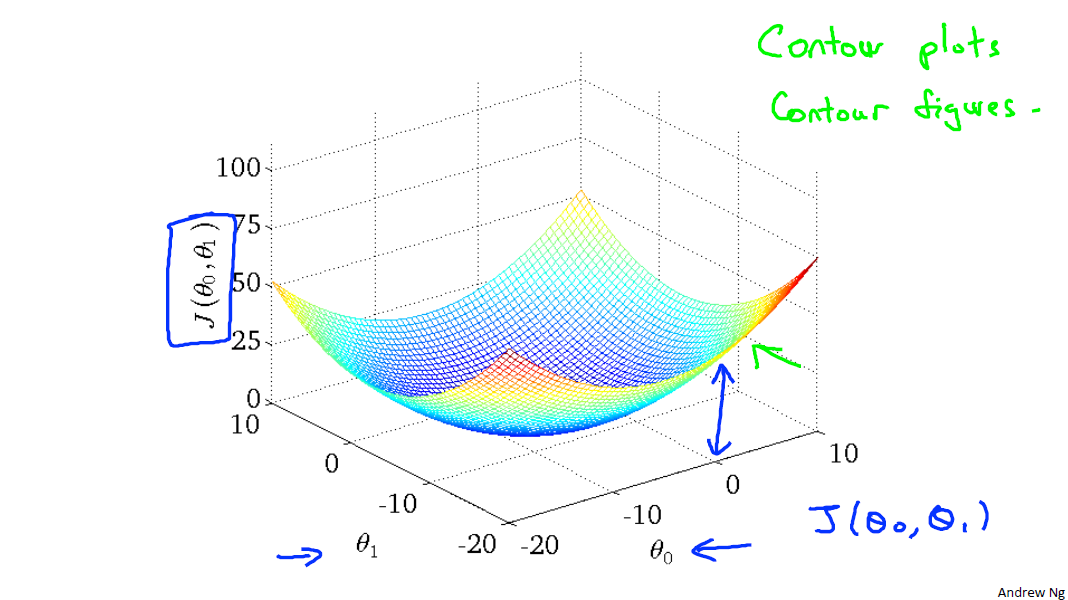 Contour plots
Contour figures -
100
75
50
25
0
J(θ₀, θ₁)
10
0
-10
-20
θ₁
-20
-10
0
10
θ₀
J(θ₀, θ₁)
Andrew Ng